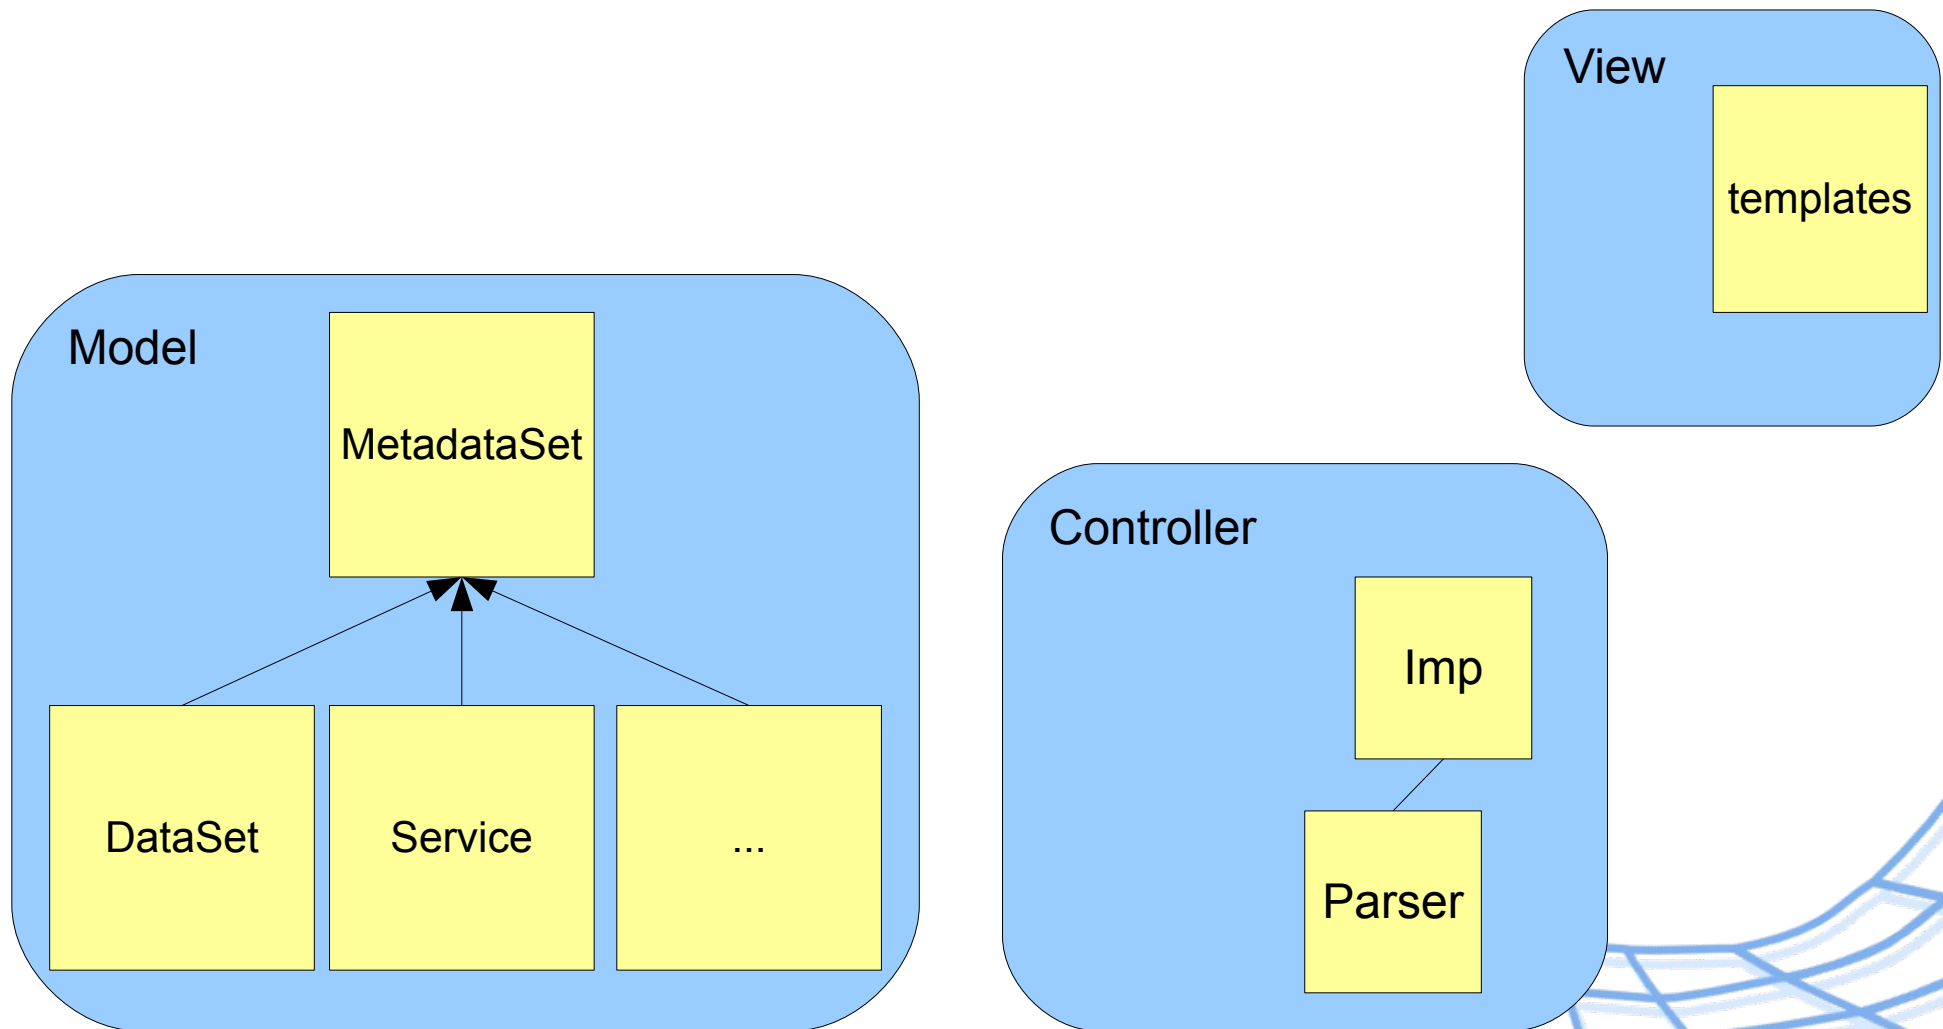 View
templates
Model
MetadataSet
Controller
Imp
DataSet
Service
...
Parser